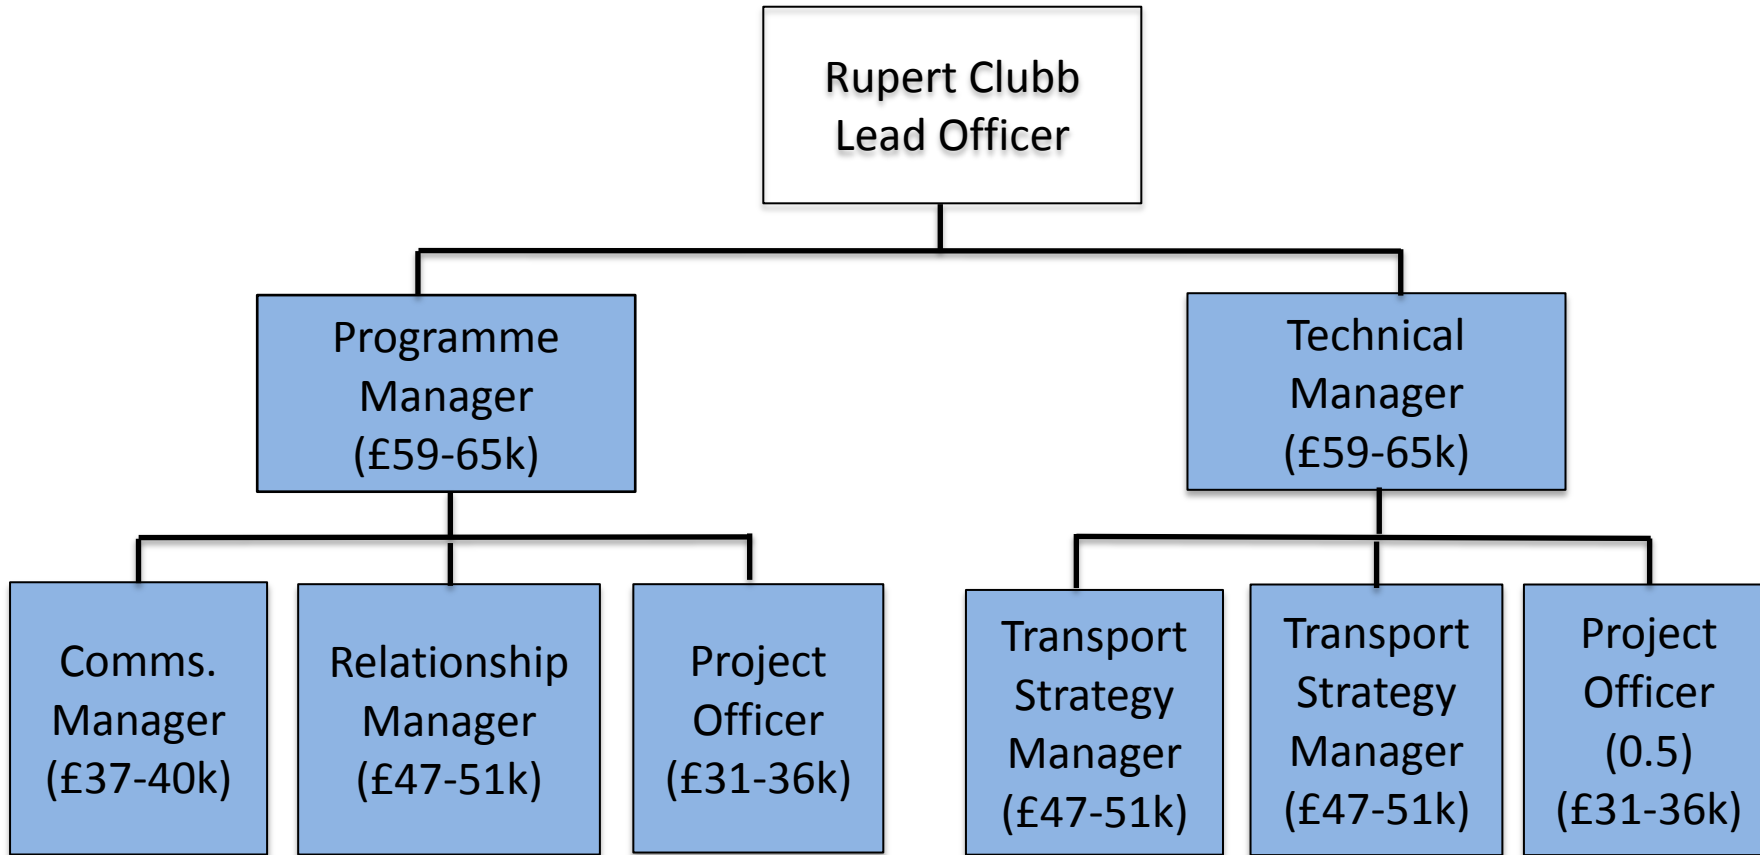 Rupert Clubb
Lead Officer
Programme
Manager
(£59-65k)
Technical
Manager
(£59-65k)
Comms.
Manager
(£37-40k)
Relationship
Manager
(£47-51k)
Project
Officer
(£31-36k)
Transport
Strategy
Manager
(£47-51k)
Transport
Strategy
Manager
(£47-51k)
Project
Officer
(0.5)
(£31-36k)